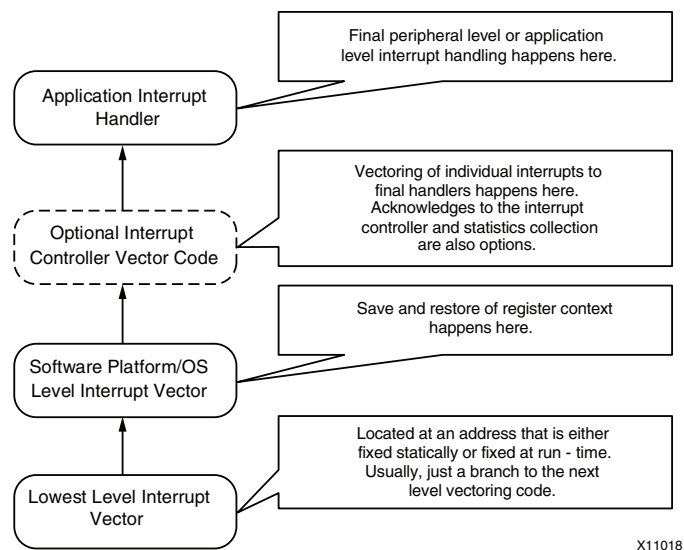 Final peripheral level or application
level interrupt handling happens here.
Application Interrupt
Handler
Vectoring of individual interrupts to
final handlers happens here.
Acknowledges to the interrupt
controller and statistics collection
are also options.
Optional Interrupt
Controller Vector Code
Save and restore of register context
happens here.
Software Platform/OS
Level Interrupt Vector
Located at an address that is either
fixed statically or fixed at run - time.
Usually, just a branch to the next
level vectoring code.
Lowest Level Interrupt
Vector
X11018